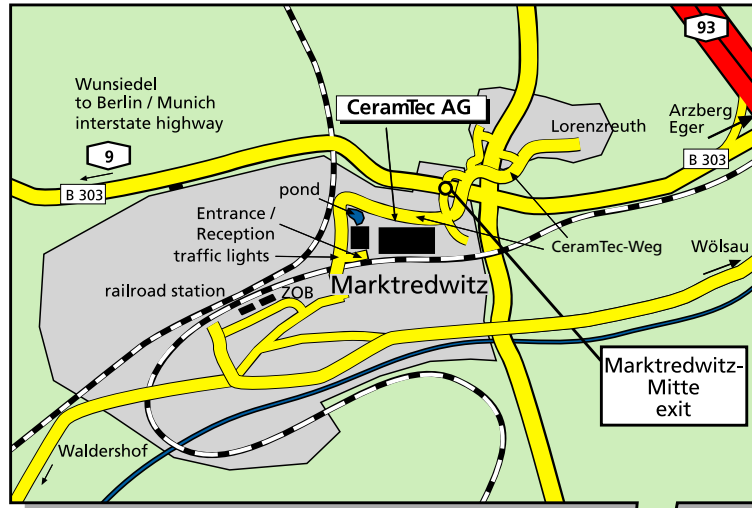 93
Wunsiedel
to Berlin / Munich
interstate highway
CeramTec AG
Arzberg
Eger
Lorenzreuth
9
B 303
B 303
pond
Entrance /
Reception
traffic lights
CeramTec-Weg
Wölsau
railroad station
ZOB
Marktredwitz
Marktredwitz-
Mitte
exit
Waldershof